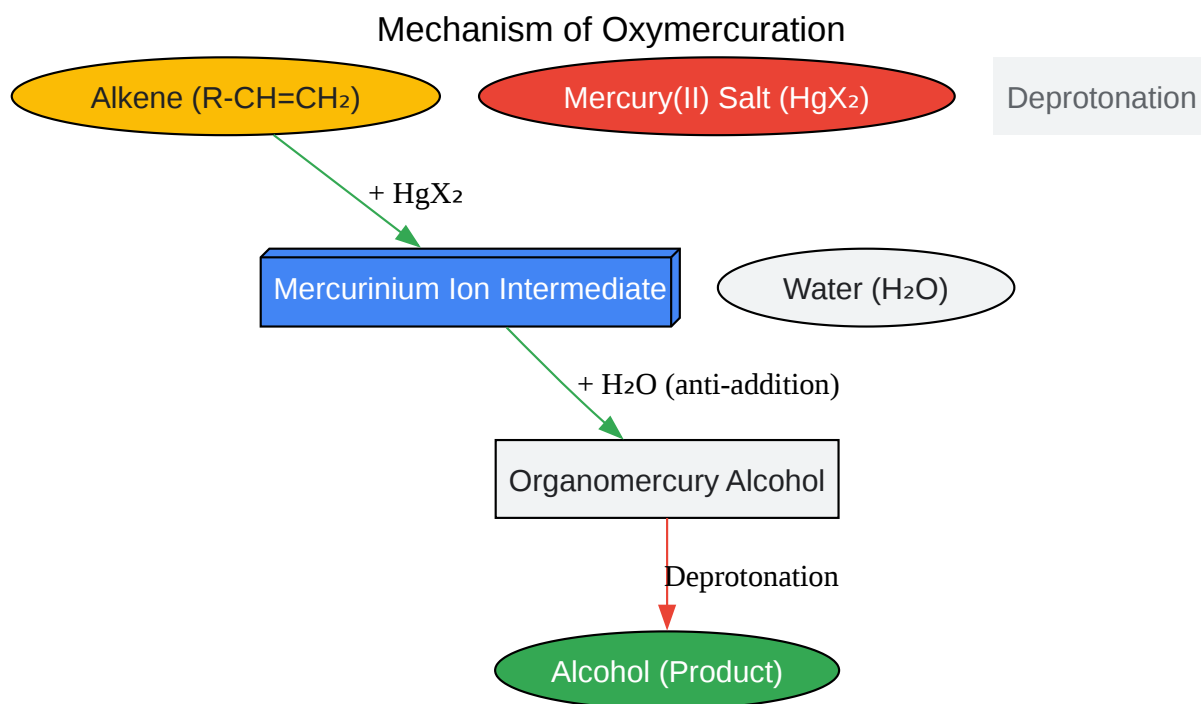 Mechanism of Oxymercuration
Alkene (R-CH=CH₂)
Mercury(II) Salt (HgX₂)
Deprotonation
+ HgX₂
Mercurinium Ion Intermediate
Water (H₂O)
+ H₂O (anti-addition)
Organomercury Alcohol
Deprotonation
Alcohol (Product)